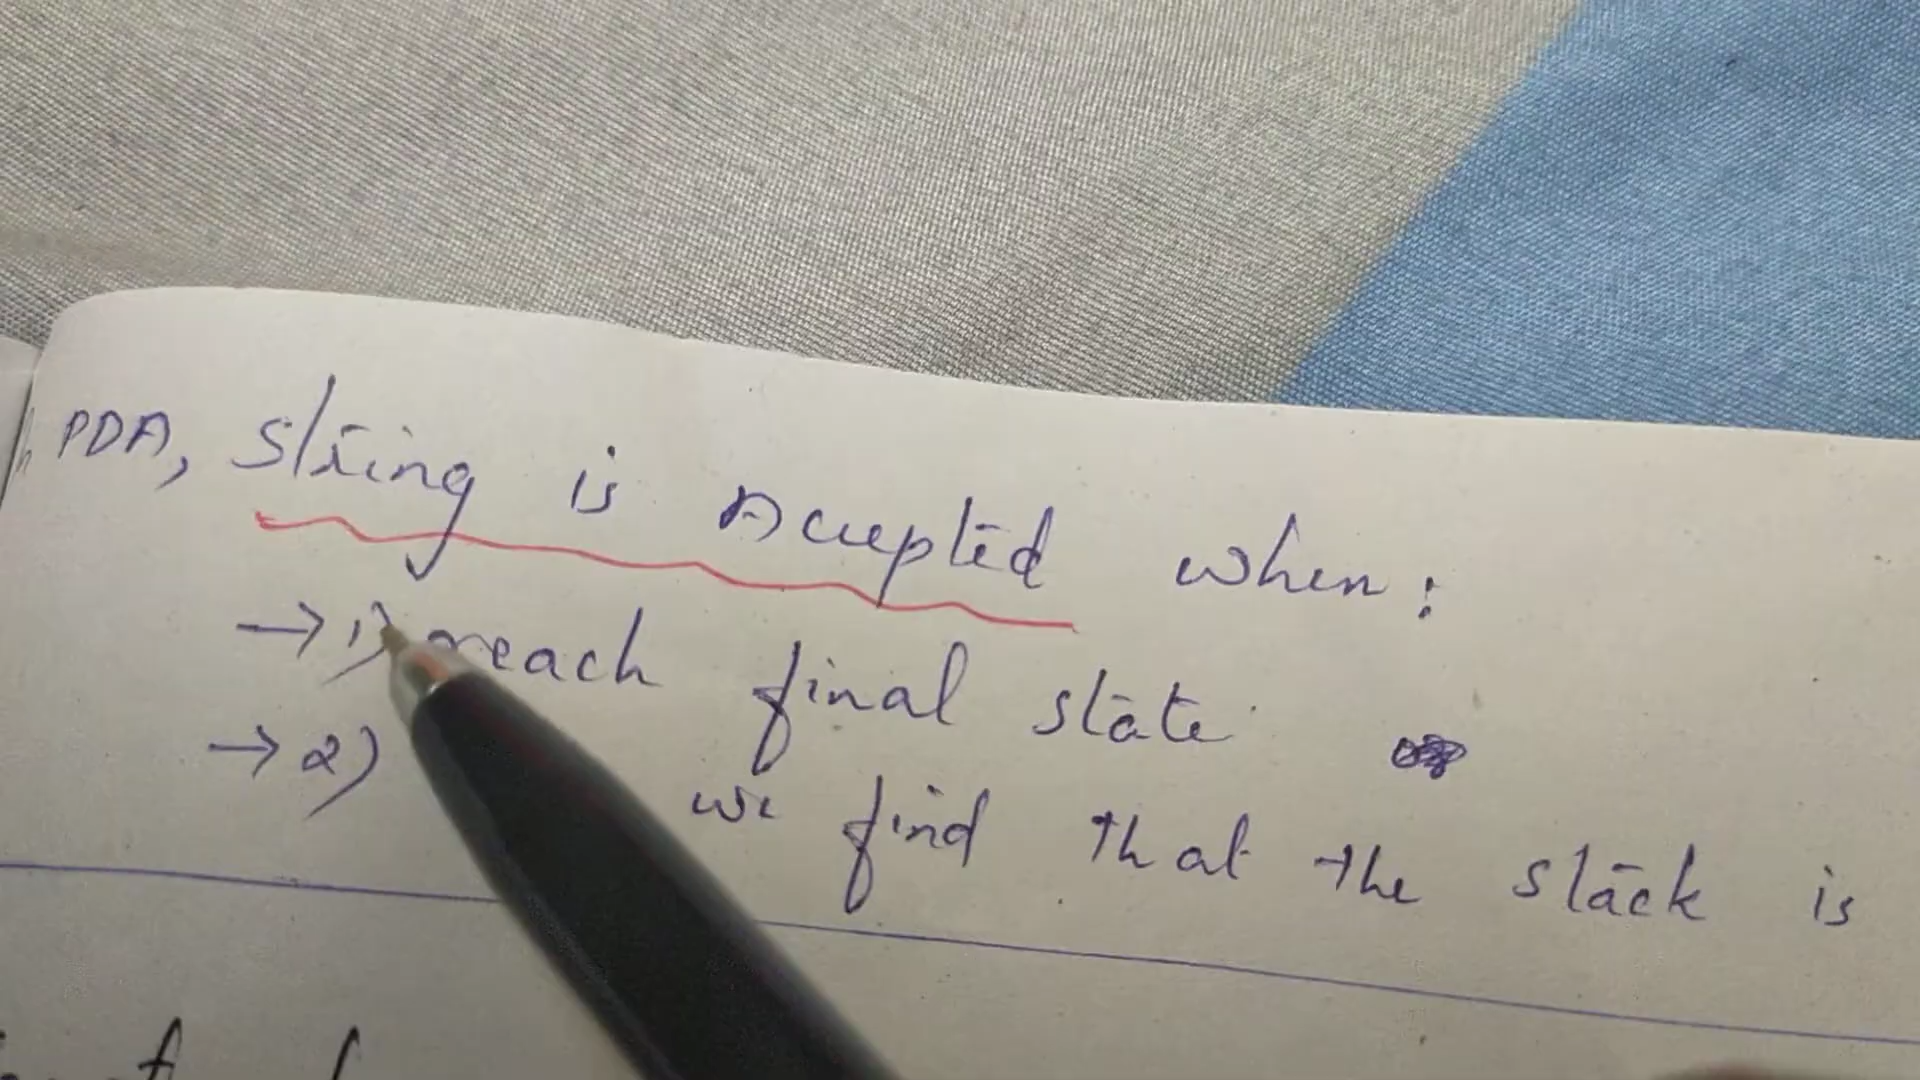 PDA, string is Accepted when:
→ 1) reach final state
→ 2) we find that the stack is